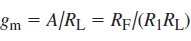 gm = A/RL = RF/(R1RL)